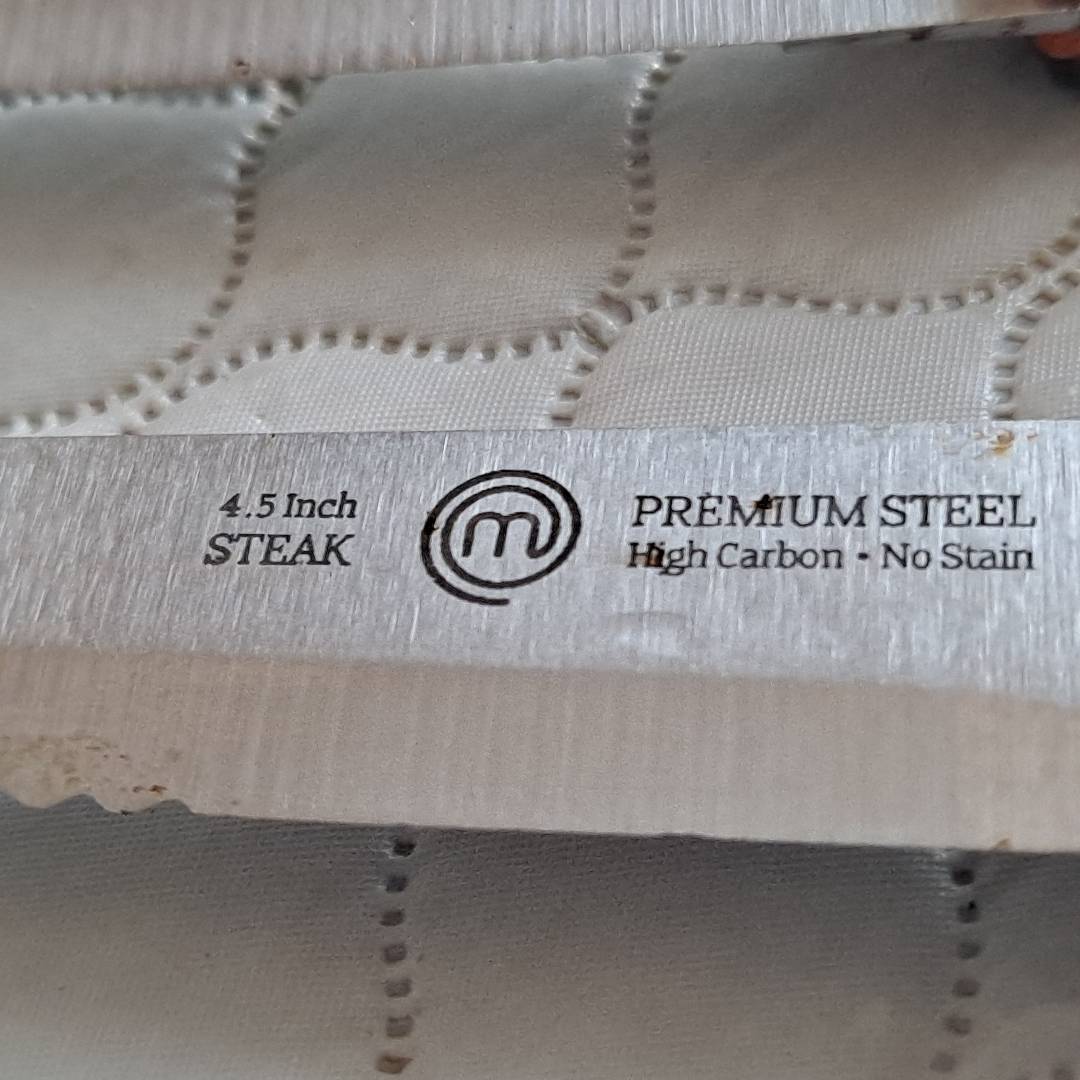 4.5 Inch
STEAK
m
PREMIUM STEEL
High Carbon • No Stain